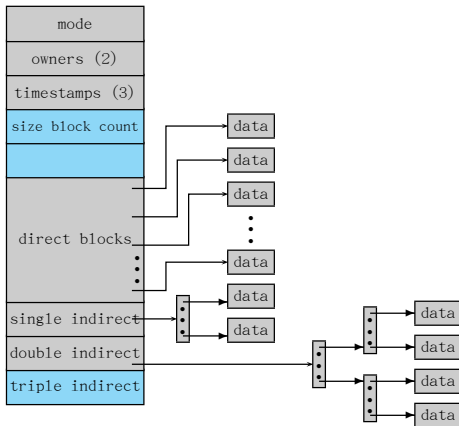 mode
owners (2)
timestamps (3)
size block count
data
data
data
direct blocks
data
data
single indirect
data
data
double indirect
data
triple indirect
data
data